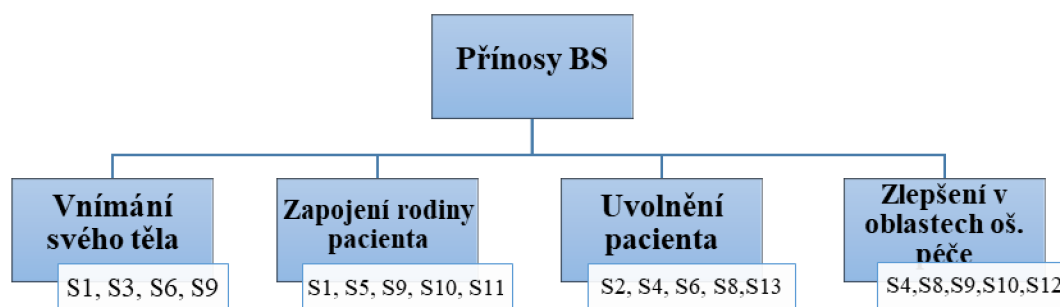 Přínosy BS
Vnímání
svého těla
S1, S3, S6, S9
Zapojení rodiny
pacienta
S1, S5, S9, S10, S11
Uvolnění
pacienta
S2, S4, S6, S8,S13
Zlepšení v
oblastech oš.
péče
S4,S8,S9,S10,S12